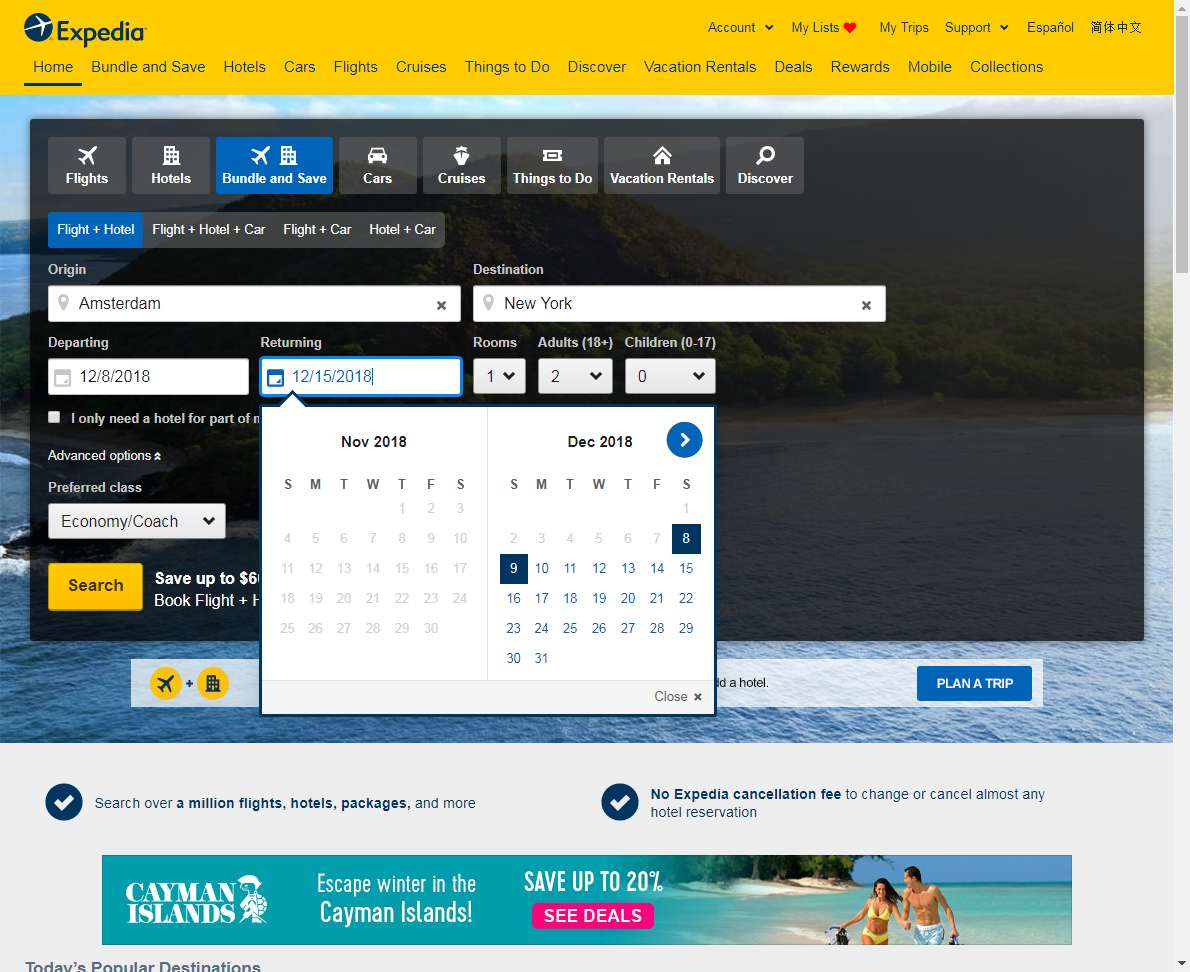 Expedia
Account My Lists My Trips Support Español 简体中文
Home Bundle and Save Hotels Cars Flights Cruises Things to Do Discover Vacation Rentals Deals Rewards Mobile Collections
Flights Hotels Bundle and Save Cars Cruises Things to Do Vacation Rentals Discover
Flight + Hotel Flight + Hotel + Car Flight + Car Hotel + Car
Origin Destination
Amsterdam New York
Departing Returning Rooms Adults (18+) Children (0-17)
12/8/2018 12/15/2018 1 2 0
I only need a hotel for part of
Advanced options
Preferred class
Economy/Coach
Search
Save up to
Book Flight +
Nov 2018
S M T W T F S
1 2 3
4 5 6 7 8 9 10
11 12 13 14 15 16 17
18 19 20 21 22 23 24
25 26 27 28 29 30
Dec 2018
S M T W T F S
1
2 3 4 5 6 7 8
9 10 11 12 13 14 15
16 17 18 19 20 21 22
23 24 25 26 27 28 29
30 31
Close
+ a hotel. PLAN A TRIP
Search over a million flights, hotels, packages, and more
No Expedia cancellation fee to change or cancel almost any
hotel reservation
CAYMAN
ISLANDS
Escape winter in the
Cayman Islands!
SAVE UP TO 20%
SEE DEALS
Today's Popular Destinations